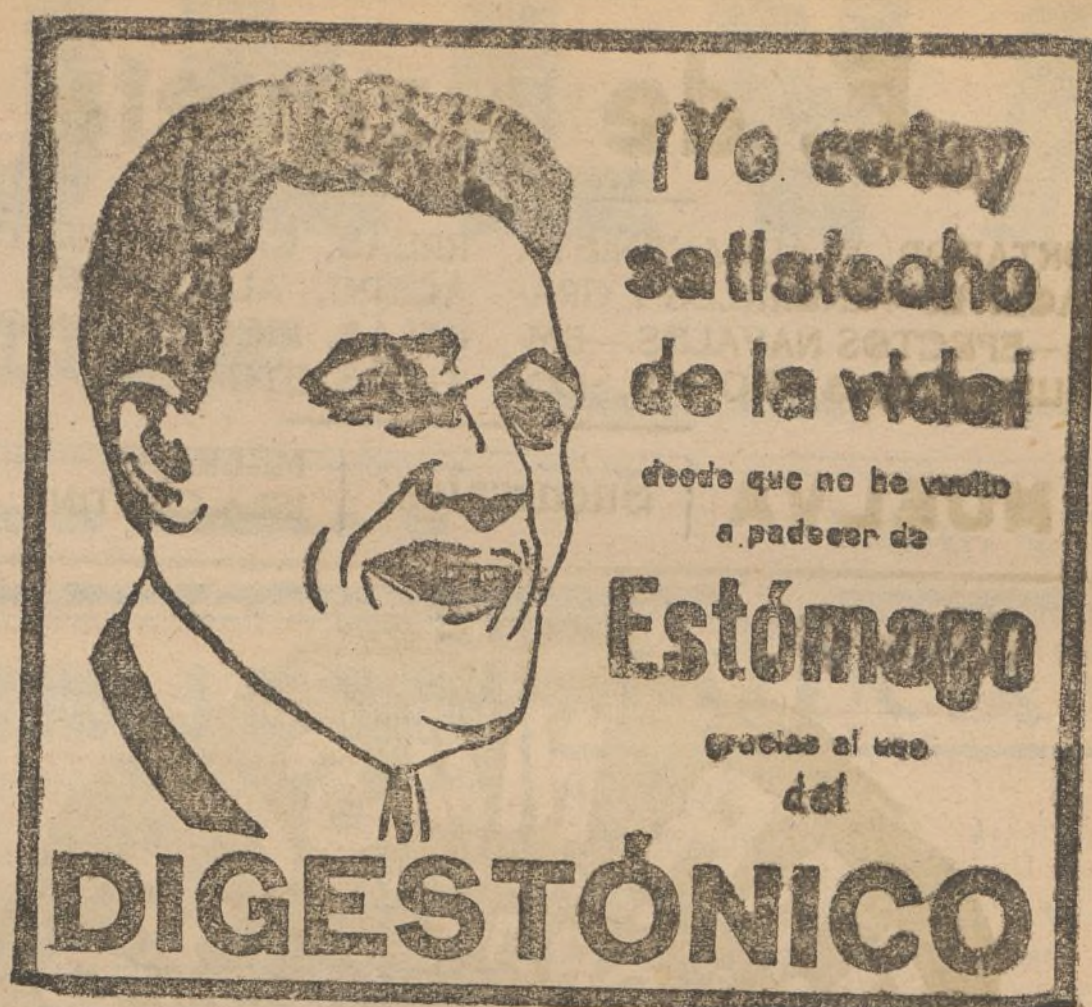 ¡Yo estoy
satisfecho
de la vida!
desde que no he vuelto
a padecer de
Estómago
gracias al uso
del
DIGESTÓNICO